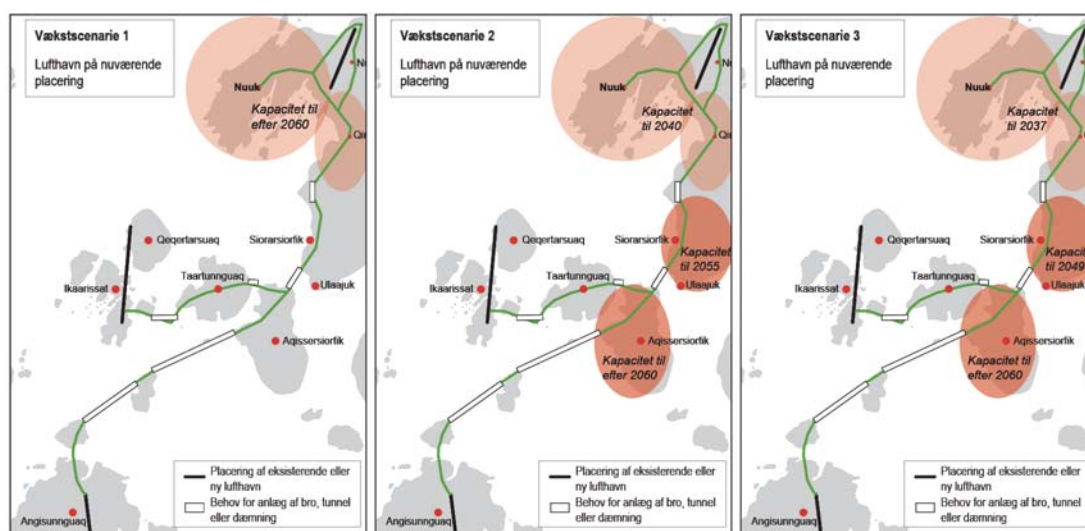 Vækstscenarie 1
Lufthavn på nuværende
placering
Nuuk
Kapacitet til
efter 2060
Qeqertarsuaq
Siorarsiorfik
Taartunnguaq
Ikaarissat
Ulaajuk
Aqissersiorfik
Placering af eksisterende eller
ny lufthavn
Behov for anlæg af bro, tunnel
eller dæmning
Angisunnguaq
Vækstscenarie 2
Lufthavn på nuværende
placering
Nuuk
Kapacitet
til 2040
Qeqertarsuaq
Siorarsiorfik
Kapacitet
til 2055
Taartunnguaq
Ikaarissat
Ulaajuk
Aqissersiorfik
Kapacitet til
efter 2060
Placering af eksisterende eller
ny lufthavn
Behov for anlæg af bro, tunnel
eller dæmning
Angisunnguaq
Vækstscenarie 3
Lufthavn på nuværende
placering
Nuuk
Kapacitet
til 2037
Qeqertarsuaq
Siorarsiorfik
Kapacitet
til 2049
Taartunnguaq
Ikaarissat
Ulaajuk
Aqissersiorfik
Kapacitet til
efter 2060
Placering af eksisterende eller
ny lufthavn
Behov for anlæg af bro, tunnel
eller dæmning
Angisunnguaq